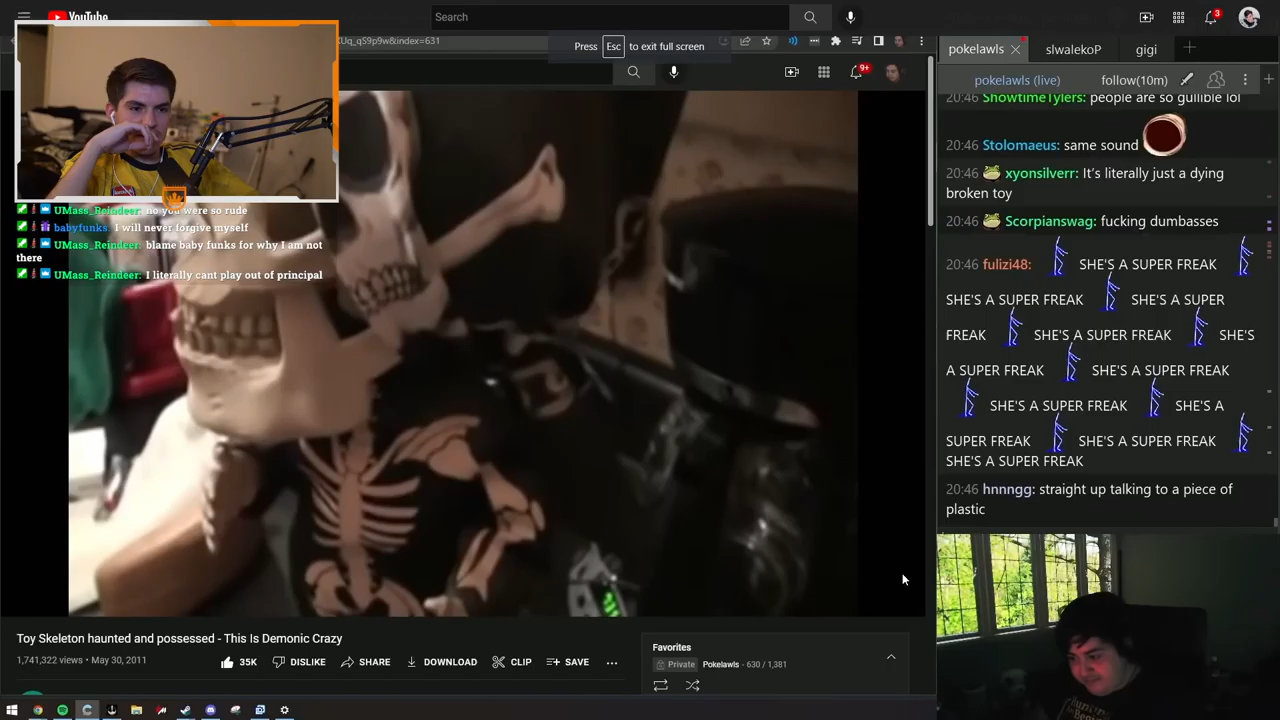 YouTube
Search
3
KUq_qS9p9w&index=631
Press Esc to exit full screen
9+
UMass_Reindeer: no you were so rude
babyfunks: I will never forgive myself
UMass_Reindeer: blame baby funks for why I am not
there
UMass_Reindeer: I literally cant play out of principal
Toy Skeleton haunted and possessed - This Is Demonic Crazy
1,741,322 views • May 30, 2011
35K
DISLIKE
SHARE
DOWNLOAD
CLIP
SAVE
Favorites
Private
Pokelawls - 630 / 1,381
pokelawls
slwalekoP
gigi
pokelawls (live)
follow(10m)
20:46 ShowtimeTylers: people are so gullible lol
20:46 Stolomaeus: same sound
20:46 xyonsilverr: It's literally just a dying
broken toy
20:46 Scorpianswag: fucking dumbasses
20:46 fulizi48: SHE'S A SUPER FREAK
SHE'S A SUPER FREAK SHE'S A SUPER
FREAK SHE'S A SUPER FREAK SHE'S
A SUPER FREAK SHE'S A SUPER FREAK
SHE'S A SUPER FREAK SHE'S A
SUPER FREAK SHE'S A SUPER FREAK
SHE'S A SUPER FREAK
20:46 hnnngg: straight up talking to a piece of
plastic